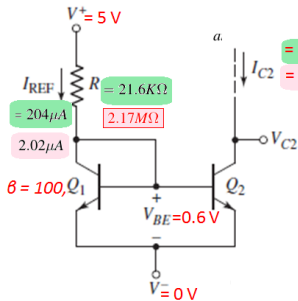 V⁺ = 5 V
a.
I_REF
R = 21.6KΩ
I_C2 =
=
= 204μA
2.17MΩ
2.02μA
V_C2
β = 100, Q₁
Q₂
+
V_BE = 0.6 V
−
V⁻ = 0 V